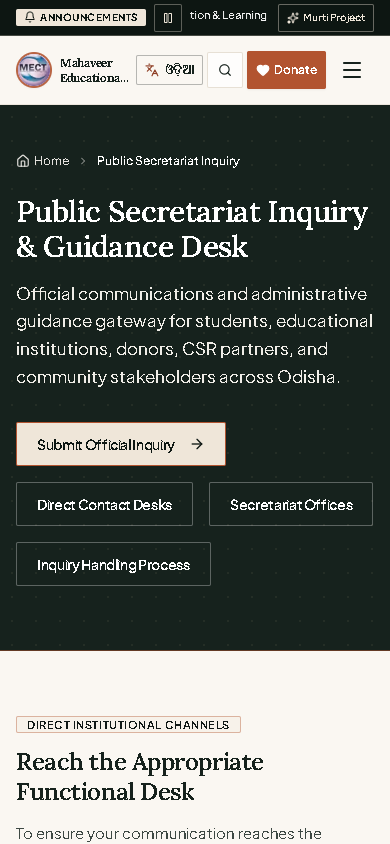 ANNOUNCEMENTS
tion & Learning
Murti Project
MECT
Mahaveer
Educationa...
ଓଡ଼ିଆ
Donate
Home
Public Secretariat Inquiry
Public Secretariat Inquiry
& Guidance Desk
Official communications and administrative
guidance gateway for students, educational
institutions, donors, CSR partners, and
community stakeholders across Odisha.
Submit Official Inquiry
Direct Contact Desks
Secretariat Offices
Inquiry Handling Process
DIRECT INSTITUTIONAL CHANNELS
Reach the Appropriate
Functional Desk
To ensure your communication reaches the